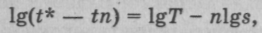 lg(t* — tn) = lgT — nlgs,